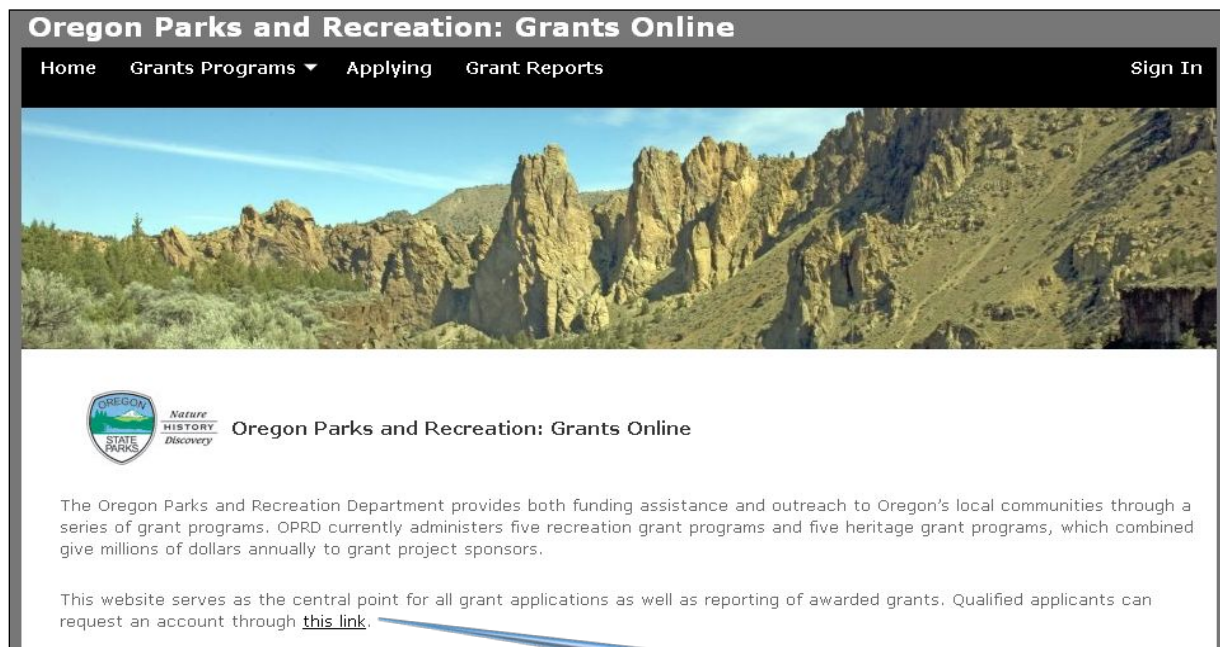 Oregon Parks and Recreation: Grants Online
Home Grants Programs Applying Grant Reports Sign In
OREGON
STATE
PARKS
Nature
HISTORY
Discovery
Oregon Parks and Recreation: Grants Online
The Oregon Parks and Recreation Department provides both funding assistance and outreach to Oregon's local communities through a
series of grant programs. OPRD currently administers five recreation grant programs and five heritage grant programs, which combined
give millions of dollars annually to grant project sponsors.
This website serves as the central point for all grant applications as well as reporting of awarded grants. Qualified applicants can
request an account through this link.